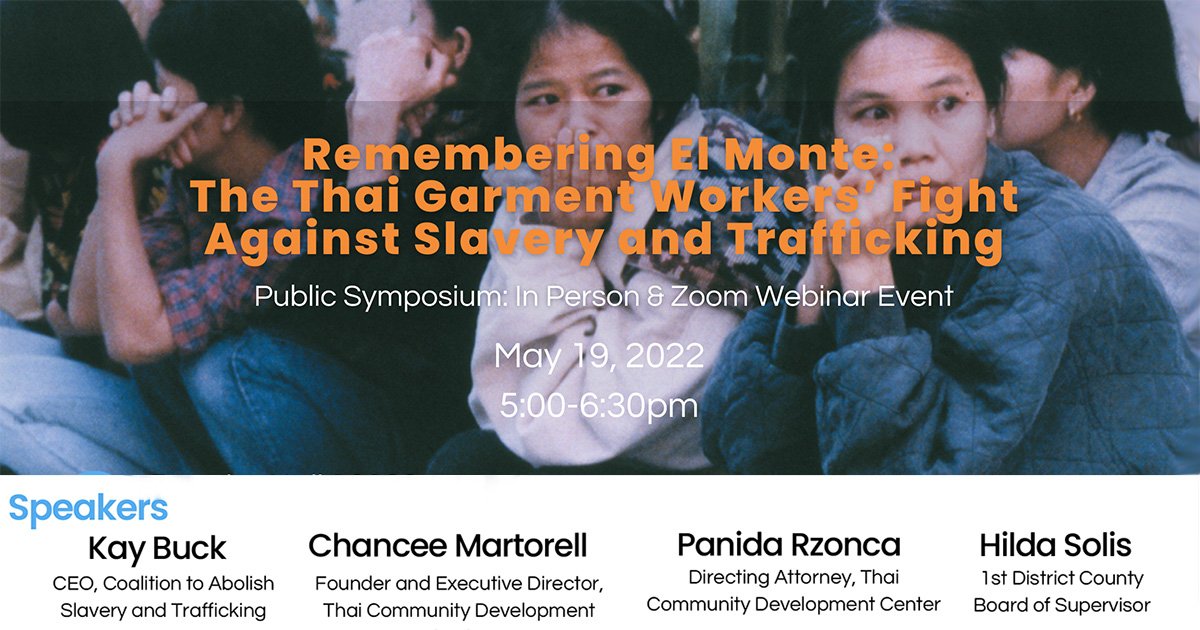 Remembering El Monte:
The Thai Garment Workers’ Fight
Against Slavery and Trafficking
Public Symposium: In Person & Zoom Webinar Event
May 19, 2022
5:00-6:30pm
Speakers
Kay Buck
CEO, Coalition to Abolish
Slavery and Trafficking
Chancee Martorell
Founder and Executive Director,
Thai Community Development
Panida Rzonca
Directing Attorney, Thai
Community Development Center
Hilda Solis
1st District County
Board of Supervisor